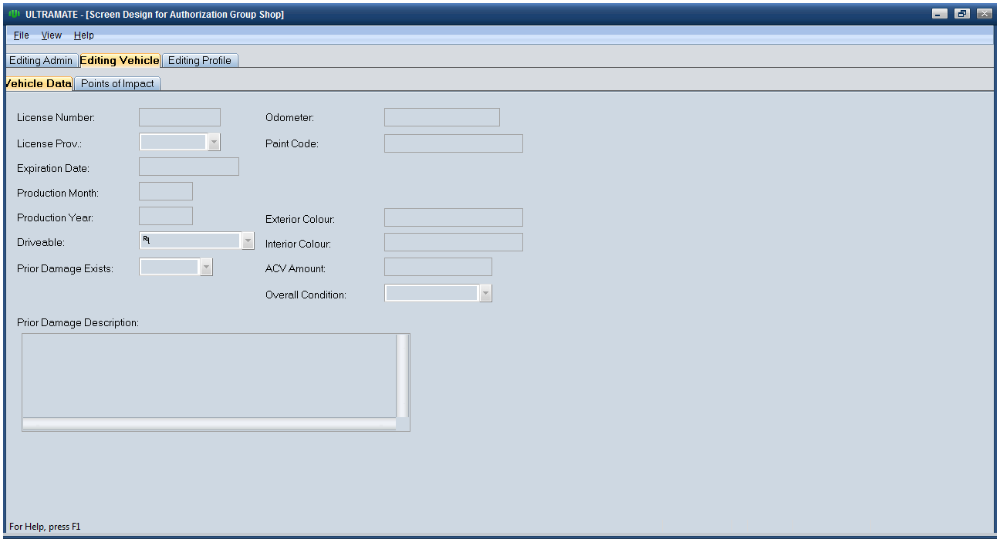 ULTRAMATE - [Screen Design for Authorization Group Shop]
File View Help
Editing Admin Editing Vehicle Editing Profile
Vehicle Data Points of Impact
License Number: Odometer:
License Prov.: Paint Code:
Expiration Date:
Production Month:
Production Year: Exterior Colour:
Driveable: Rq Interior Colour:
Prior Damage Exists: ACV Amount:
Overall Condition:
Prior Damage Description:
For Help, press F1